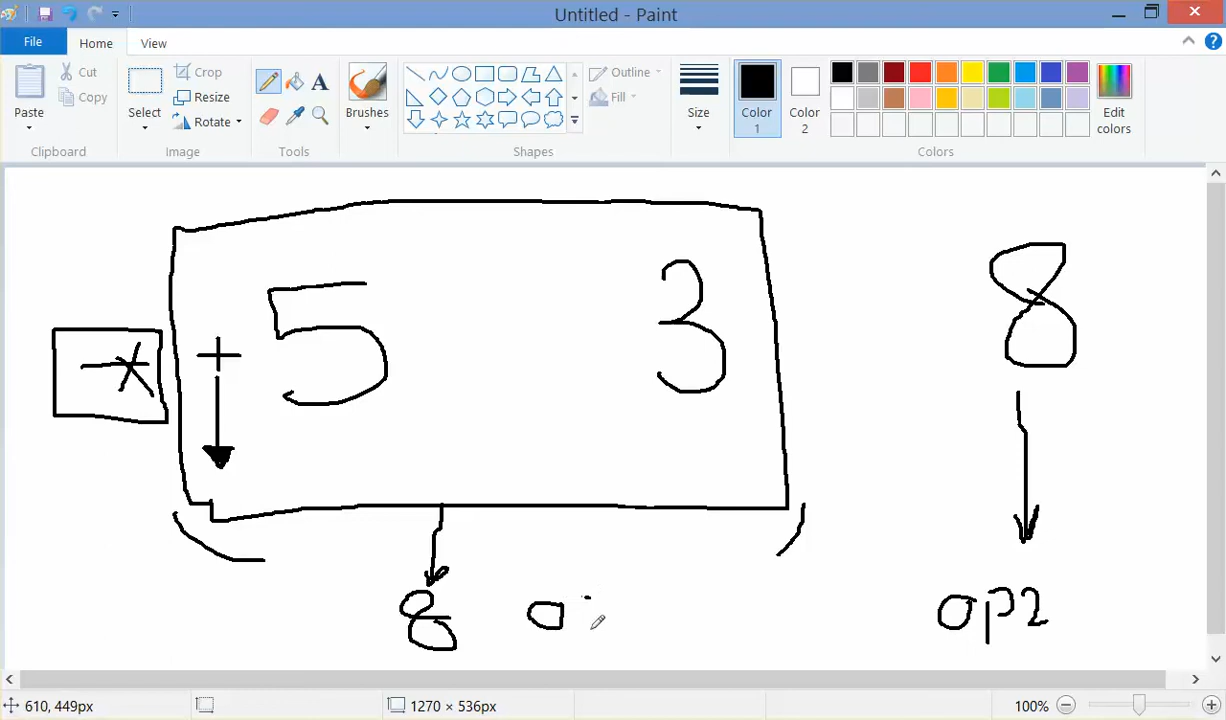 Untitled - Paint
File Home View
Paste
Cut
Copy
Clipboard
Select
Crop
Resize
Rotate
Image
A
Tools
Brushes
Outline
Fill
Shapes
Size
Color 1
Color 2
Edit colors
Colors
* + 5 3 8
8 o
op2
610, 449px
1270 × 536px
100%